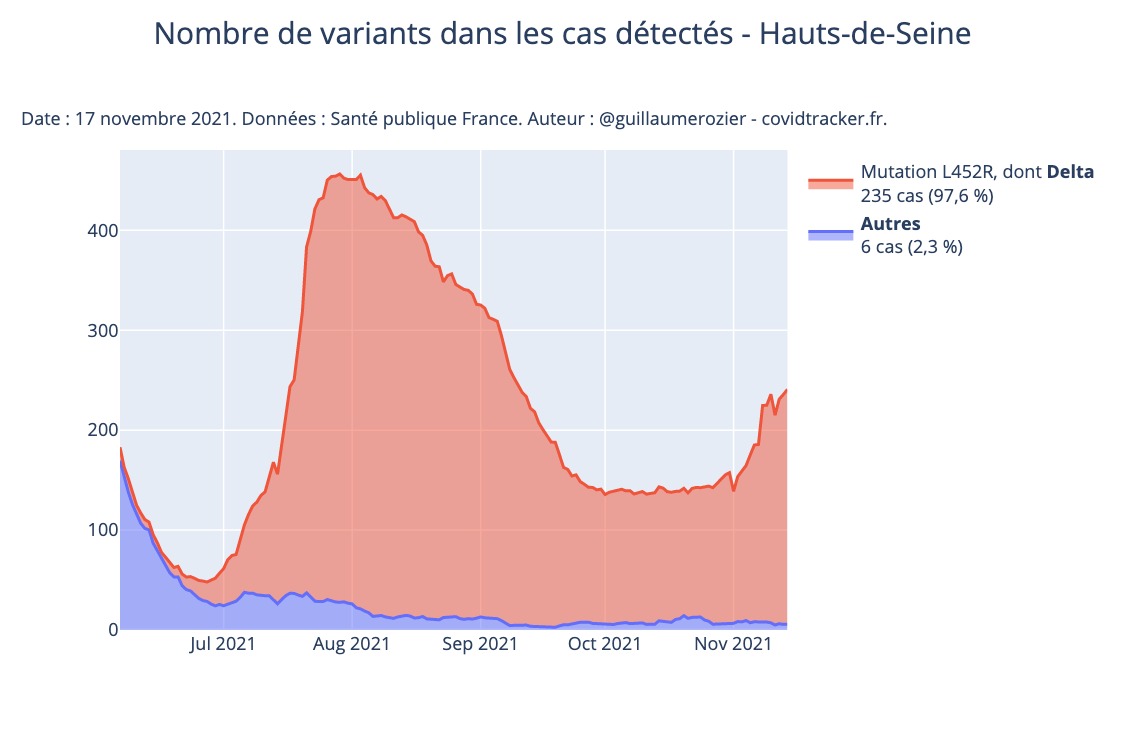 Nombre de variants dans les cas détectés - Hauts-de-Seine
Date : 17 novembre 2021. Données : Santé publique France. Auteur : @guillaumerozier - covidtracker.fr.
Mutation L452R, dont Delta
235 cas (97,6 %)
Autres
6 cas (2,3 %)
400
300
200
100
0
Jul 2021 Aug 2021 Sep 2021 Oct 2021 Nov 2021